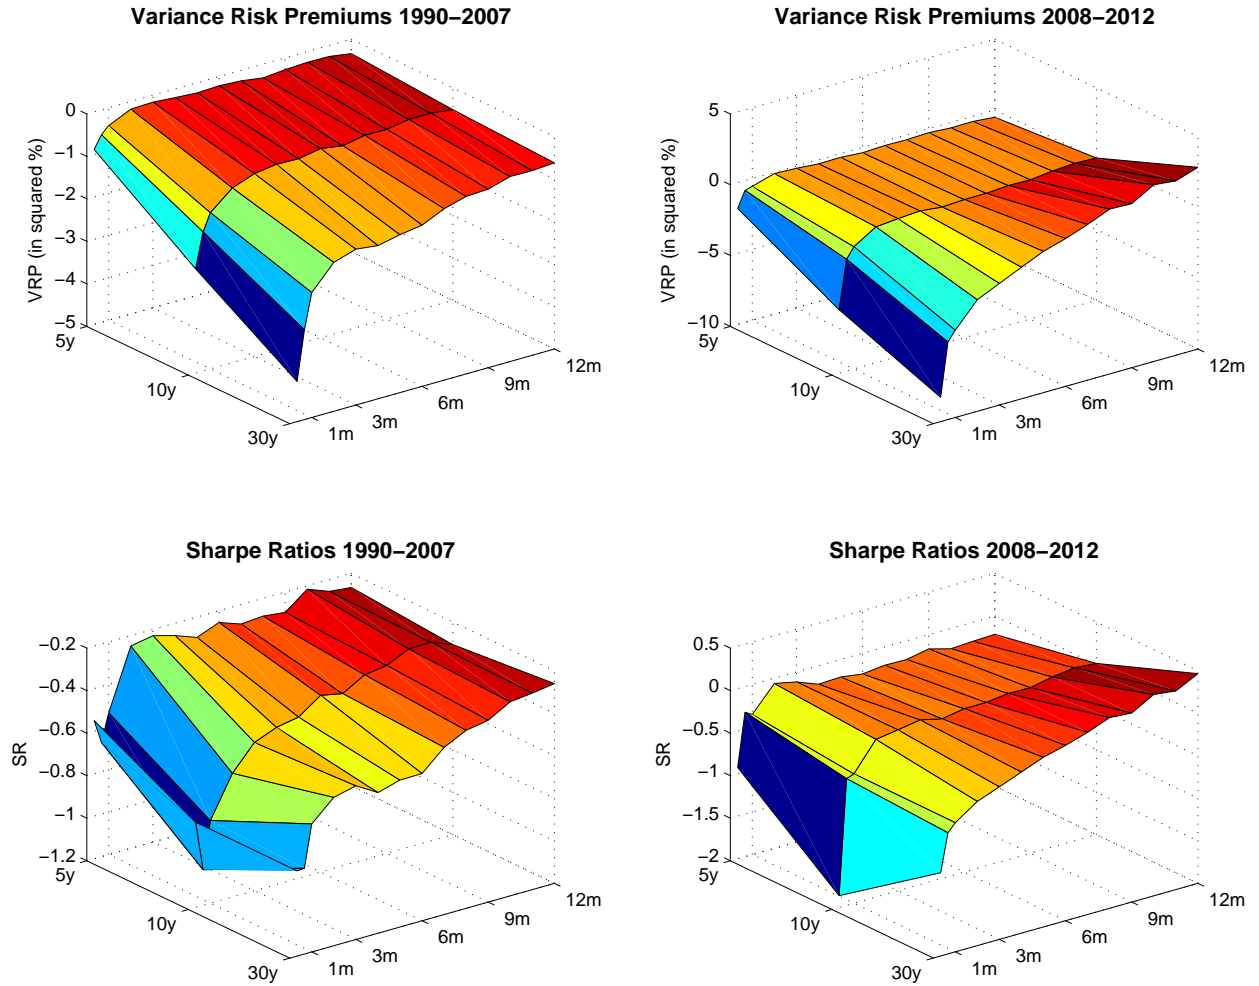 Variance Risk Premiums 1990−2007
0
−1
−2
−3
−4
−5
VRP (in squared %)
5y
10y
30y
1m
3m
6m
9m
12m
Variance Risk Premiums 2008−2012
5
0
−5
−10
VRP (in squared %)
5y
10y
30y
1m
3m
6m
9m
12m
Sharpe Ratios 1990−2007
−0.2
−0.4
−0.6
−0.8
−1
−1.2
SR
5y
10y
30y
1m
3m
6m
9m
12m
Sharpe Ratios 2008−2012
0.5
0
−0.5
−1
−1.5
−2
SR
5y
10y
30y
1m
3m
6m
9m
12m